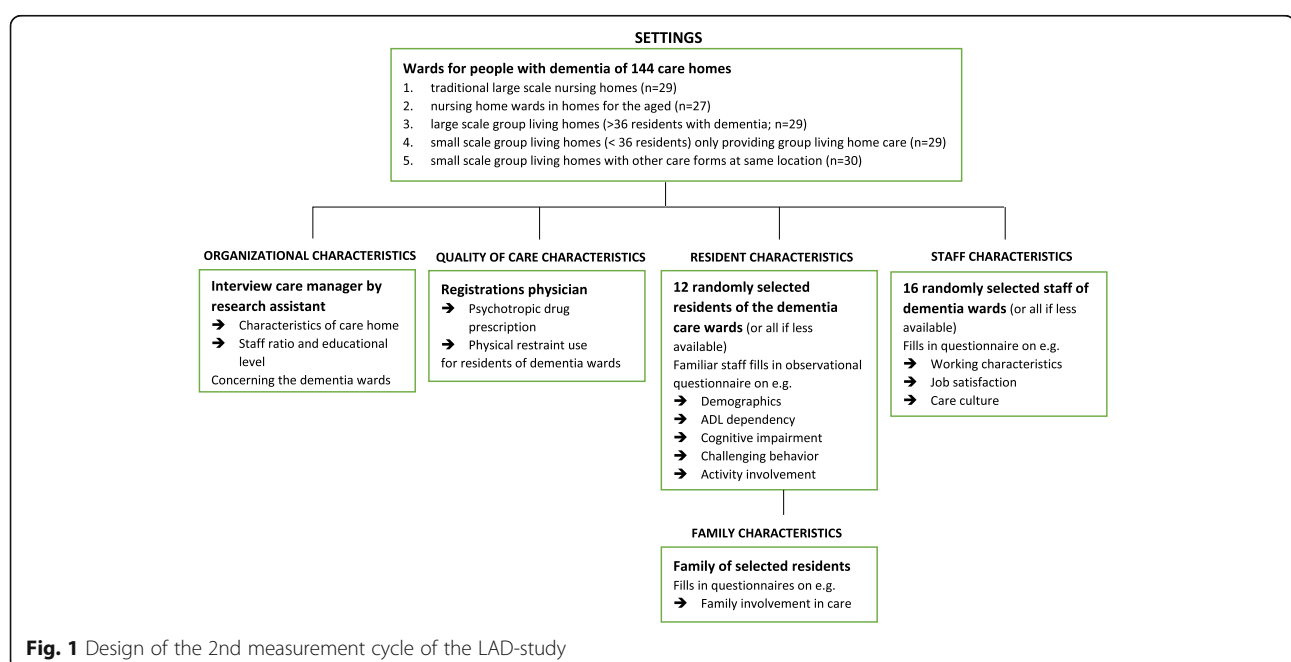 SETTINGS
Wards for people with dementia of 144 care homes
1. traditional large scale nursing homes (n=29)
2. nursing home wards in homes for the aged (n=27)
3. large scale group living homes (>36 residents with dementia; n=29)
4. small scale group living homes (< 36 residents) only providing group living home care (n=29)
5. small scale group living homes with other care forms at same location (n=30)
ORGANIZATIONAL CHARACTERISTICS
Interview care manager by
research assistant
➔ Characteristics of care home
➔ Staff ratio and educational
level
Concerning the dementia wards
QUALITY OF CARE CHARACTERISTICS
Registrations physician
➔ Psychotropic drug
prescription
➔ Physical restraint use
for residents of dementia wards
RESIDENT CHARACTERISTICS
12 randomly selected
residents of the dementia
care wards (or all if less
available)
Familiar staff fills in observational
questionnaire on e.g.
➔ Demographics
➔ ADL dependency
➔ Cognitive impairment
➔ Challenging behavior
➔ Activity involvement
STAFF CHARACTERISTICS
16 randomly selected staff of
dementia wards (or all if less
available)
Fills in questionnaire on e.g.
➔ Working characteristics
➔ Job satisfaction
➔ Care culture
FAMILY CHARACTERISTICS
Family of selected residents
Fills in questionnaires on e.g.
➔ Family involvement in care
Fig. 1 Design of the 2nd measurement cycle of the LAD-study